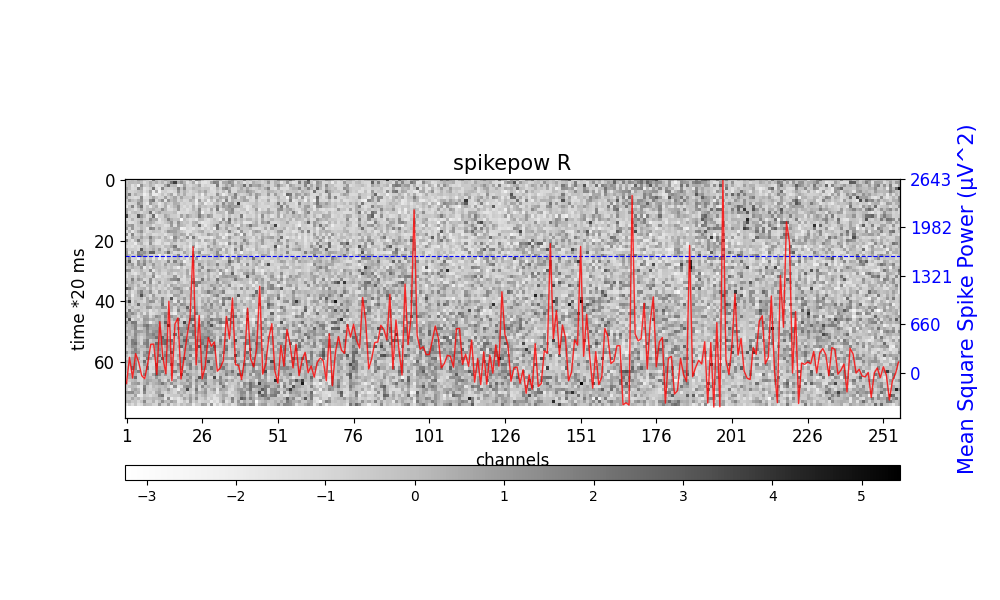 spikepow R
0
20
40
60
time *20 ms
2643
1982
1321
660
0
Mean Square Spike Power (μV^2)
1 26 51 76 101 126 151 176 201 226 251
channels
−3 −2 −1 0 1 2 3 4 5